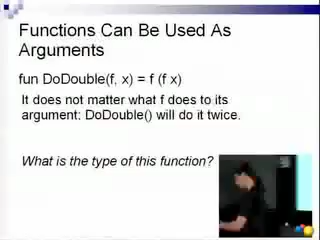 Functions Can Be Used As
Arguments
fun DoDouble(f, x) = f (f x)
It does not matter what f does to its
argument; DoDouble() will do it twice.
What is the type of this function?